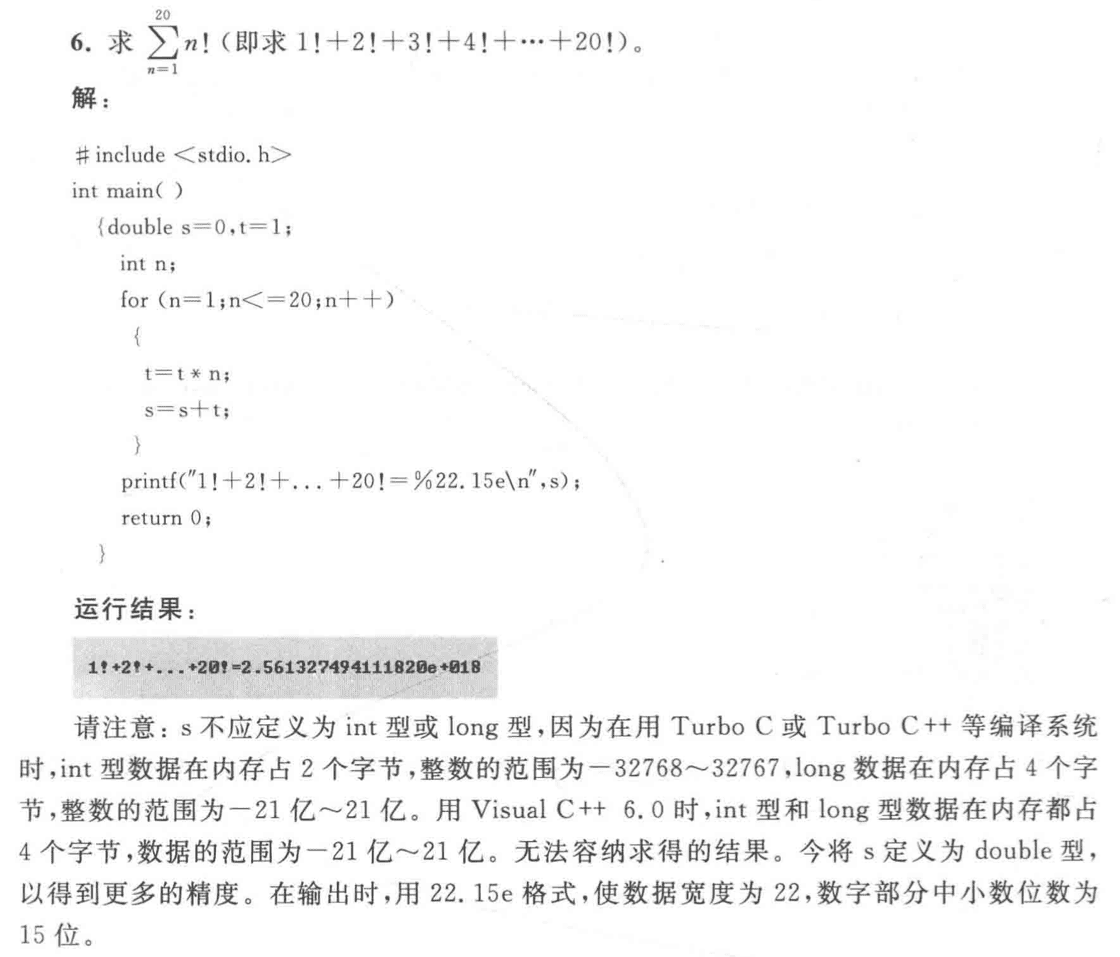 6. 求 20∑n=1 n! (即求 1!+2!+3!+4!+…+20!)。
解：
#include <stdio.h>
int main( )
{double s=0,t=1;
int n;
for (n=1;n<=20;n++)
{
t=t*n;
s=s+t;
}
printf("1!+2!+...+20!=%22.15e\n",s);
return 0;
}
运行结果：
1!+2!+...+20!=2.561327494111820e+018
请注意：s 不应定义为 int 型或 long 型,因为在用 Turbo C 或 Turbo C++ 等编译系统
时,int 型数据在内存占 2 个字节,整数的范围为−32768～32767,long 数据在内存占 4 个字
节,整数的范围为−21 亿～21 亿。用 Visual C++ 6.0 时,int 型和 long 型数据在内存都占
4 个字节,数据的范围为−21 亿～21 亿。无法容纳求得的结果。今将 s 定义为 double 型,
以得到更多的精度。在输出时,用 22.15e 格式,使数据宽度为 22,数字部分中小数位数为
15 位。